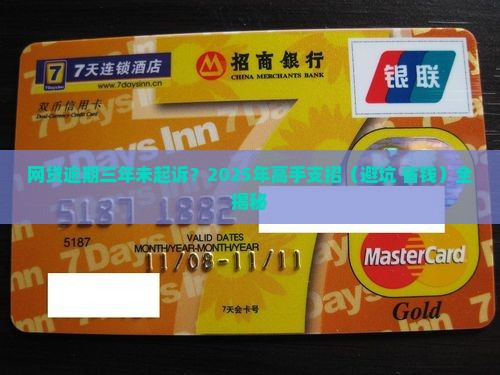 7
7天连锁酒店
7daysinn
www.7daysinn.cn
招商银行
CHINA MERCHANTS BANK
银联
双币信用卡
Dual-Currency Credit Card
网贷逾期三年未起诉？2025年高手支招（避坑 省钱）全
揭秘
5187 1882
5187
VALID DATES
MONTH/YEAR-MONTH/YEAR
11/08-11/11
MasterCard
7天会卡号
Gold